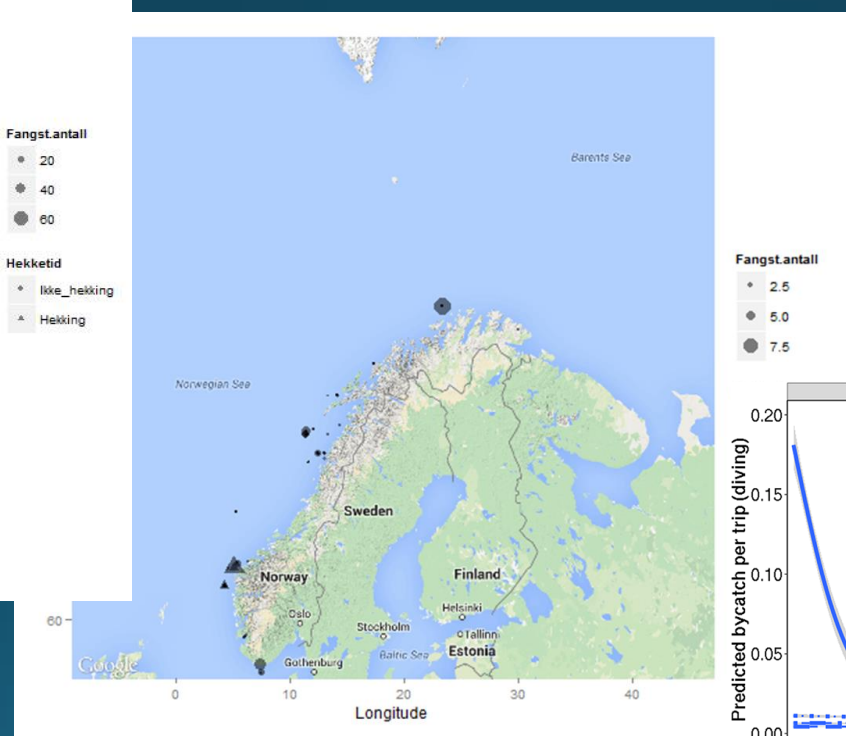 Fangst.antall
20
40
60
Hekketid
Ikke_hekking
Hekking
Barents Sea
Norwegian Sea
Sweden
Norway
Finland
Oslo
Helsinki
Stockholm
Tallinn
Estonia
Baltic Sea
Gothenburg
Google
60
0
10
20
30
40
Longitude
Fangst.antall
2.5
5.0
7.5
Predicted bycatch per trip (diving)
0.20
0.15
0.10
0.05
0.00